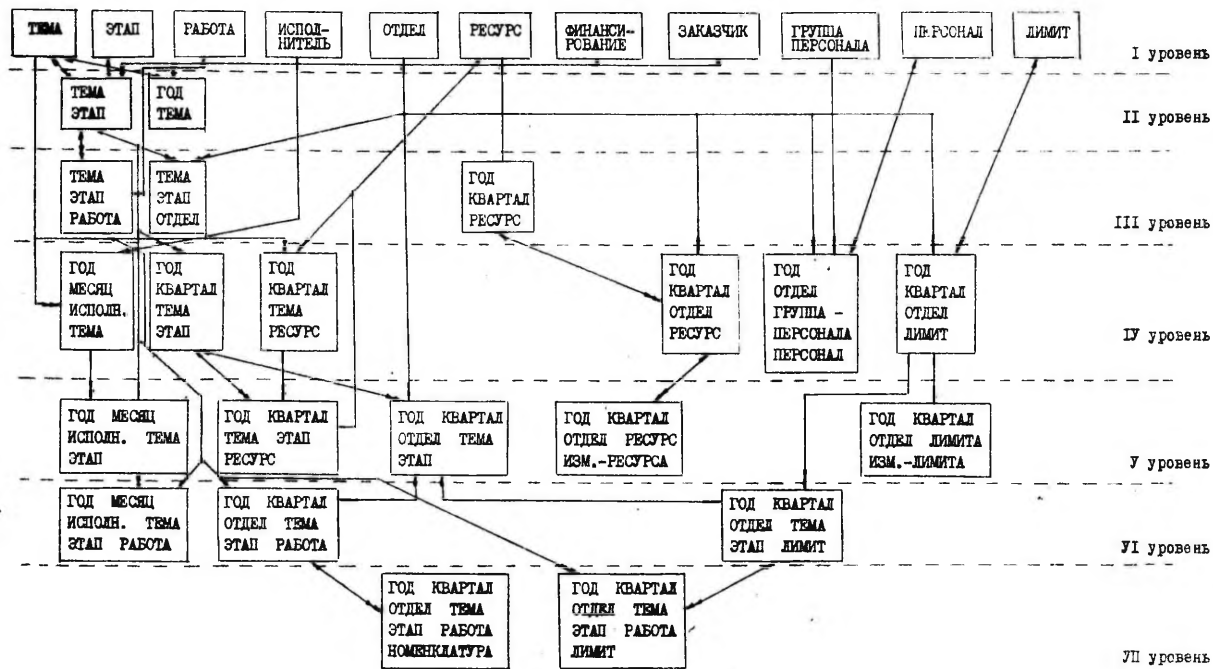 ТЕМА
ЭТАП
РАБОТА
ИСПОЛ-
НИТЕЛЬ
ОТДЕЛ
РЕСУРС
ФИНАНСИ-
РОВАНИЕ
ЗАКАЗЧИК
ГРУППА
ПЕРСОНАЛА
ПЕРСОНАЛ
ЛИМИТ
I уровень
ТЕМА
ЭТАП
ГОД
ТЕМА
II уровень
ТЕМА
ЭТАП
РАБОТА
ТЕМА
ЭТАП
ОТДЕЛ
ГОД
КВАРТАЛ
РЕСУРС
III уровень
ГОД
МЕСЯЦ
ИСПОЛН.
ТЕМА
ГОД
КВАРТАЛ
ТЕМА
ЭТАП
ГОД
КВАРТАЛ
ТЕМА
РЕСУРС
ГОД
КВАРТАЛ
ОТДЕЛ
РЕСУРС
ГОД
ОТДЕЛ
ГРУППА -
ПЕРСОНАЛА
ПЕРСОНАЛ
ГОД
КВАРТАЛ
ОТДЕЛ
ЛИМИТ
IУ уровень
ГОД МЕСЯЦ
ИСПОЛН. ТЕМА
ЭТАП
ГОД КВАРТАЛ
ТЕМА ЭТАП
РЕСУРС
ГОД КВАРТАЛ
ОТДЕЛ ТЕМА
ЭТАП
ГОД КВАРТАЛ
ОТДЕЛ РЕСУРС
ИЗМ.-РЕСУРСА
ГОД КВАРТАЛ
ОТДЕЛ ЛИМИТА
ИЗМ.-ЛИМИТА
У уровень
ГОД МЕСЯЦ
ИСПОЛН. ТЕМА
ЭТАП РАБОТА
ГОД КВАРТАЛ
ОТДЕЛ ТЕМА
ЭТАП РАБОТА
ГОД КВАРТАЛ
ОТДЕЛ ТЕМА
ЭТАП ЛИМИТ
УI уровень
ГОД КВАРТАЛ
ОТДЕЛ ТЕМА
ЭТАП РАБОТА
НОМЕНКЛАТУРА
ГОД КВАРТАЛ
ОТДЕЛ ТЕМА
ЭТАП РАБОТА
ЛИМИТ
УП уровень